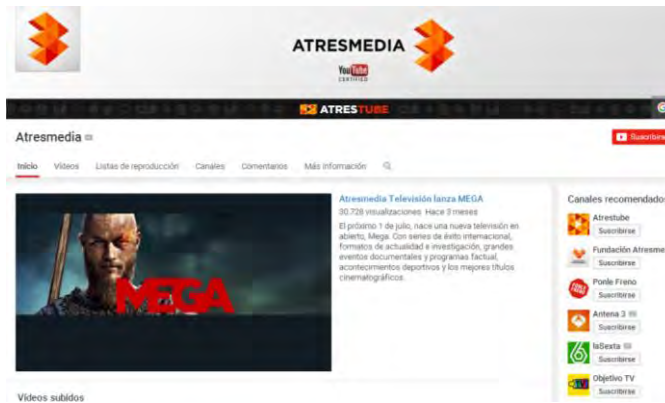 ATRESMEDIA
YouTube
CERTIFIED
ATRESTUBE
Atresmedia
Suscribirse
Inicio Vídeos Listas de reproducción Canales Comentarios Más información
Atresmedia Televisión lanza MEGA
30.728 visualizaciones Hace 3 meses
El próximo 1 de julio, nace una nueva televisión en
abierto, Mega. Con series de éxito internacional,
formatos de actualidad e investigación, grandes
eventos documentales y programas factual,
acontecimientos deportivos y los mejores títulos
cinematográficos.
MEGA
Canales recomendados
Atrestube
Suscribirse
Fundación Atresme
Suscribirse
PONLE FRENO
Ponle Freno
Suscribirse
Antena 3
Suscribirse
laSexta
Suscribirse
Objetivo TV
Suscribirse
Vídeos subidos